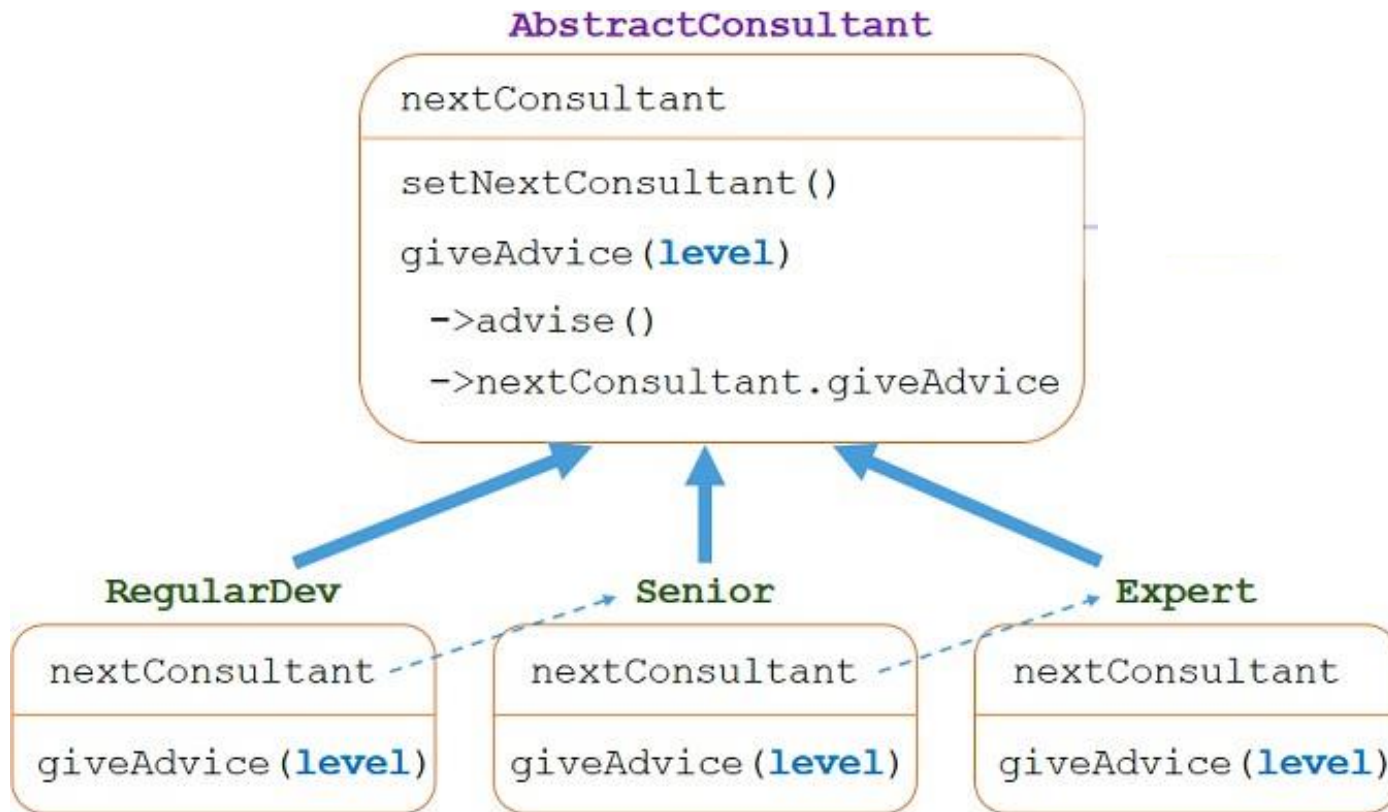 AbstractConsultant
nextConsultant
setNextConsultant()
giveAdvice(level)
->advise()
->nextConsultant.giveAdvice
RegularDev
nextConsultant
giveAdvice(level)
Senior
nextConsultant
giveAdvice(level)
Expert
nextConsultant
giveAdvice(level)